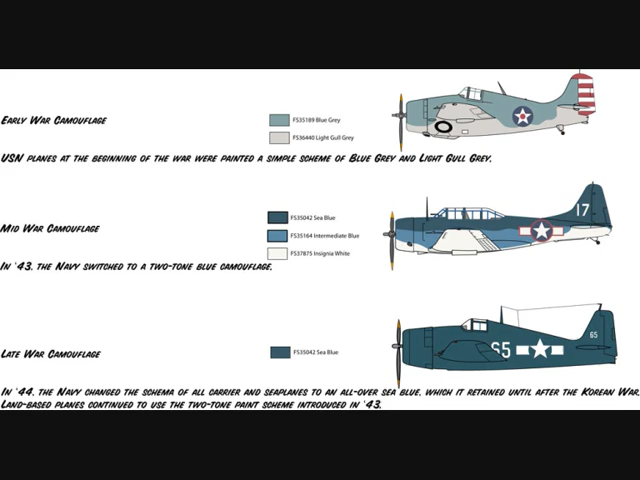 Early War Camouflage
FS35189 Blue Grey
FS36440 Light Gull Grey
USN planes at the beginning of the war were painted a simple scheme of Blue Grey and Light Gull Grey.
Mid War Camouflage
FS35042 Sea Blue
FS35164 Intermediate Blue
FS37875 Insignia White
17
In '43, the Navy switched to a two-tone blue camouflage.
Late War Camouflage
FS35042 Sea Blue
65
65
In '44, the Navy changed the schema of all carrier and seaplanes to an all-over sea blue, which it retained until after the Korean War.
Land-based planes continued to use the two-tone paint scheme introduced in '43.